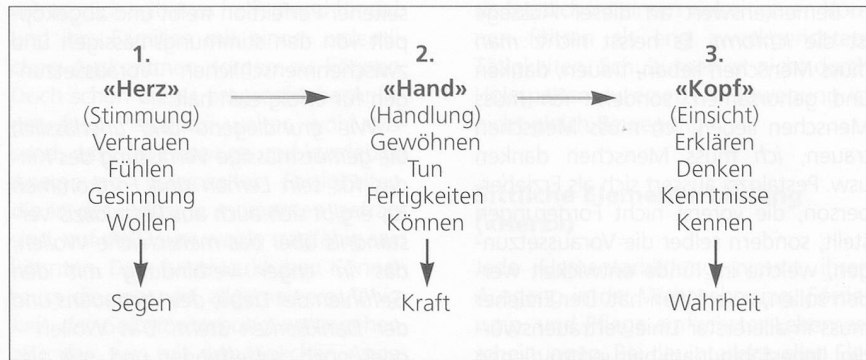 1.
«Herz»
(Stimmung)
Vertrauen
Fühlen
Gesinnung
Wollen
Segen
2.
«Hand»
(Handlung)
Gewöhnen
Tun
Fertigkeiten
Können
Kraft
3.
«Kopf»
(Einsicht)
Erklären
Denken
Kenntnisse
Kennen
Wahrheit